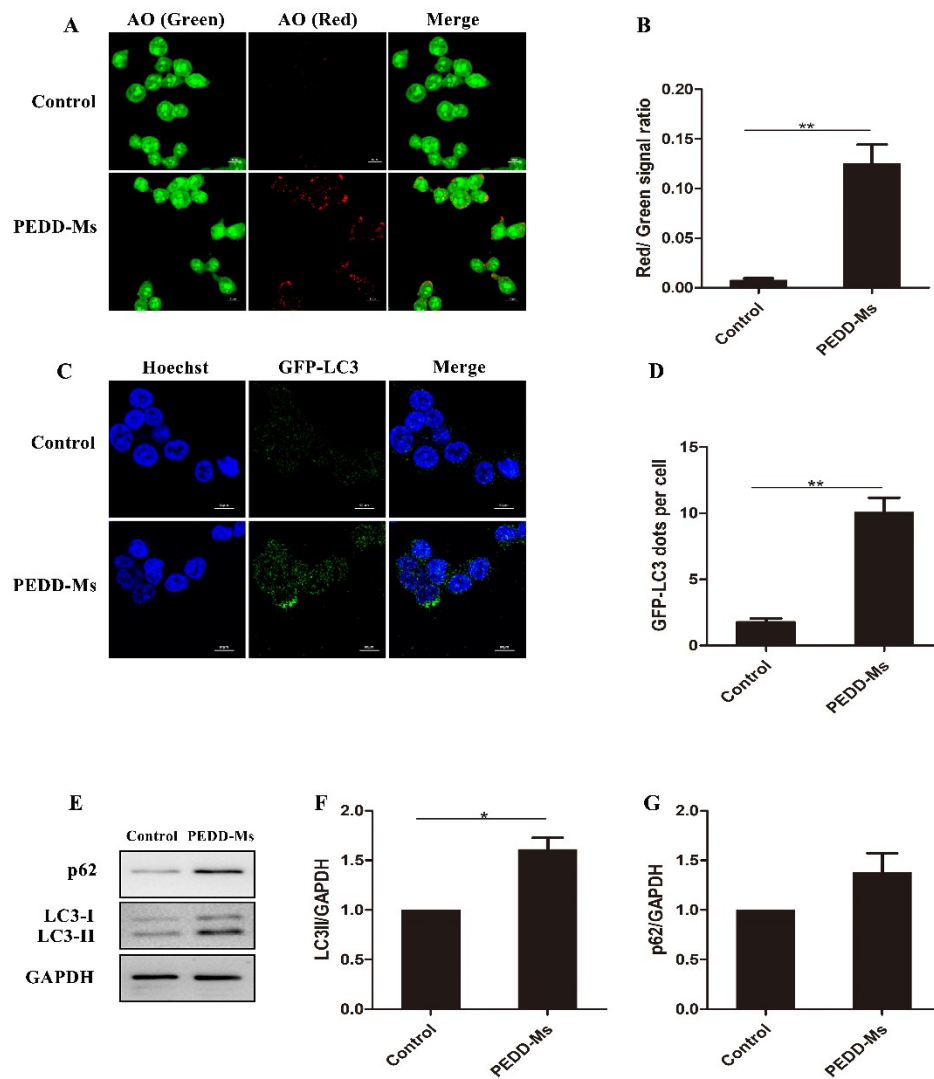 A
AO (Green) AO (Red) Merge
Control
PEDD-Ms
B
Red/ Green signal ratio
0.20
0.15
0.10
0.05
0.00
**
Control
PEDD-Ms
C
Hoechst GFP-LC3 Merge
Control
PEDD-Ms
D
GFP-LC3 dots per cell
15
10
5
0
**
Control
PEDD-Ms
E
Control PEDD-Ms
p62
LC3-I
LC3-II
GAPDH
F
LC3II/GAPDH
2.0
1.5
1.0
0.5
0.0
*
Control
PEDD-Ms
G
p62/GAPDH
2.0
1.5
1.0
0.5
0.0
Control
PEDD-Ms